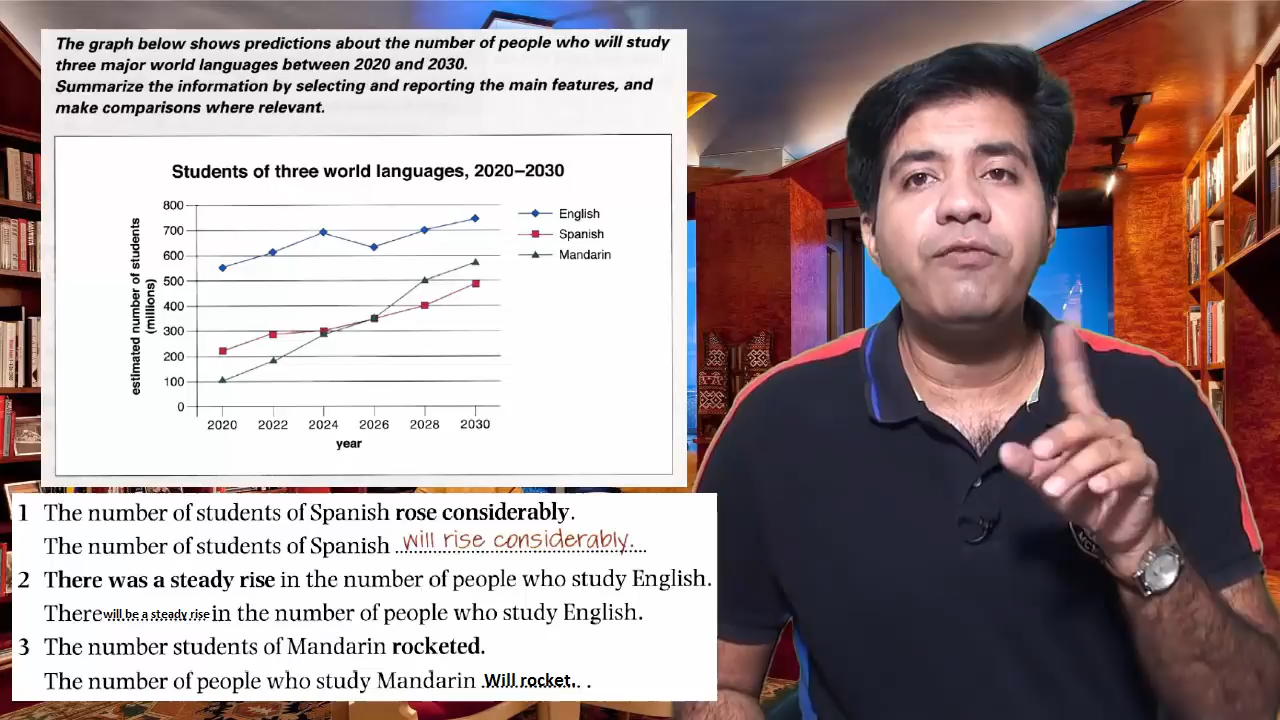 The graph below shows predictions about the number of people who will study
three major world languages between 2020 and 2030.
Summarize the information by selecting and reporting the main features, and
make comparisons where relevant.
Students of three world languages, 2020–2030
estimated number of students
(millions)
800
700
600
500
400
300
200
100
0
2020 2022 2024 2026 2028 2030
year
English
Spanish
Mandarin
1 The number of students of Spanish rose considerably.
The number of students of Spanish will rise considerably.
2 There was a steady rise in the number of people who study English.
There will be a steady rise in the number of people who study English.
3 The number students of Mandarin rocketed.
The number of people who study Mandarin Will rocket. .